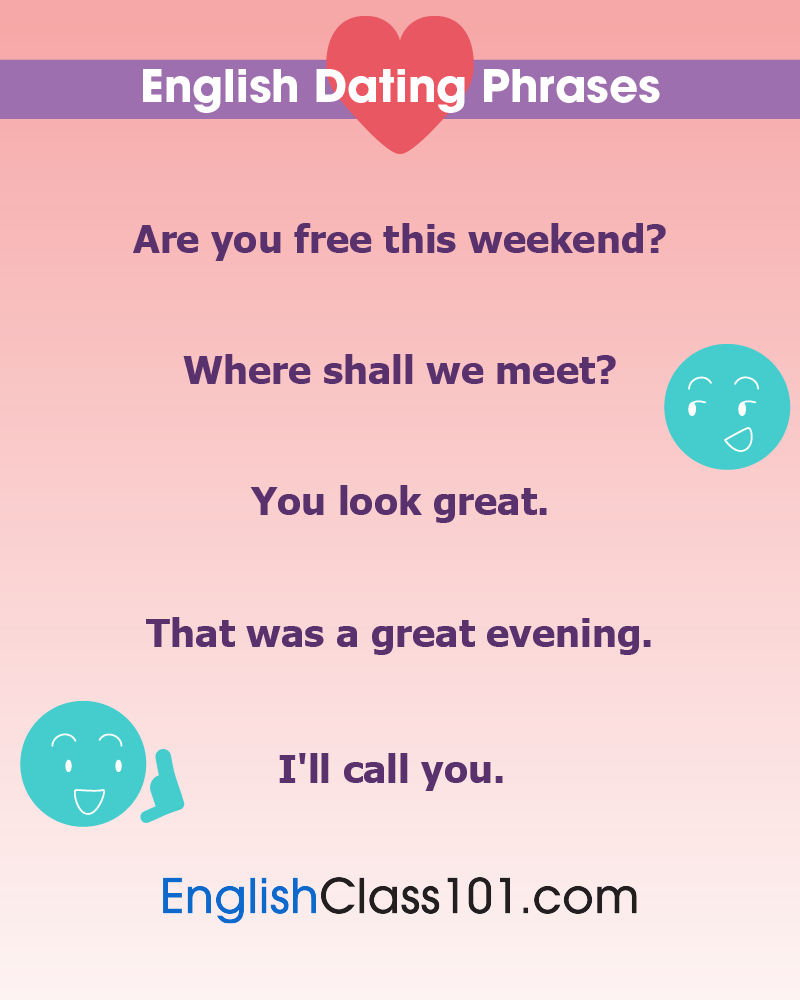 English Dating Phrases
Are you free this weekend?
Where shall we meet?
You look great.
That was a great evening.
I'll call you.
EnglishClass101.com